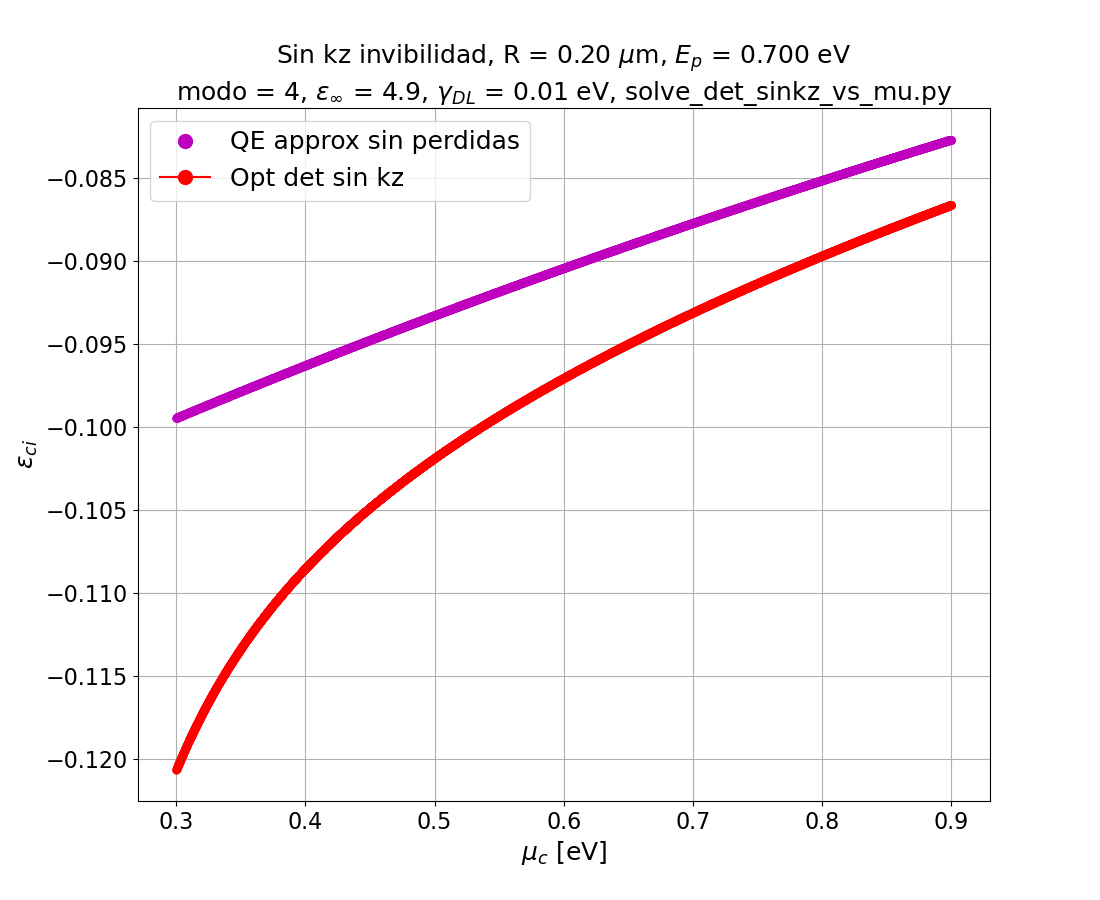 Sin kz invibilidad, R = 0.20 μm, E_p = 0.700 eV
modo = 4, ε_∞ = 4.9, γ_DL = 0.01 eV, solve_det_sinkz_vs_mu.py
QE approx sin perdidas
Opt det sin kz
−0.085
−0.090
−0.095
−0.100
−0.105
−0.110
−0.115
−0.120
ε_ci
0.3 0.4 0.5 0.6 0.7 0.8 0.9
μ_c [eV]